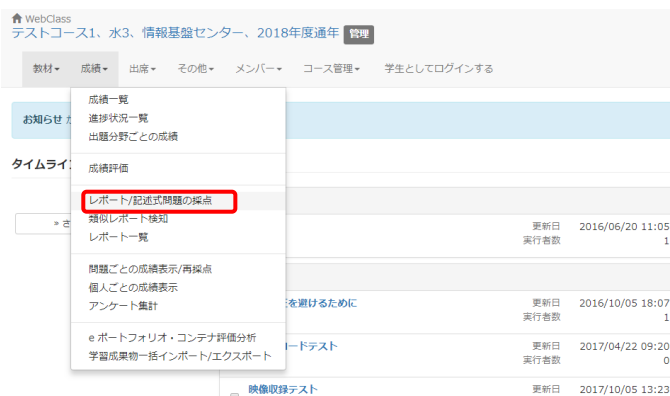 WebClass
テストコース1、水3、情報基盤センター、2018年度通年 管理
教材 成績 出席 その他 メンバー コース管理 学生としてログインする
お知らせ
成績一覧
進捗状況一覧
出題分野ごとの成績
成績評価
レポート/記述式問題の採点
類似レポート検知
レポート一覧
問題ごとの成績表示/再採点
個人ごとの成績表示
アンケート集計
e ポートフォリオ・コンテナ評価分析
学習成果物一括インポート/エクスポート
タイムライ
» さ
更新日 2016/06/20 11:05
実行者数 1
を避けるために 更新日 2016/10/05 18:07
実行者数 1
ードテスト 更新日 2017/04/22 09:20
実行者数 0
映像収録テスト 更新日 2017/10/05 13:23